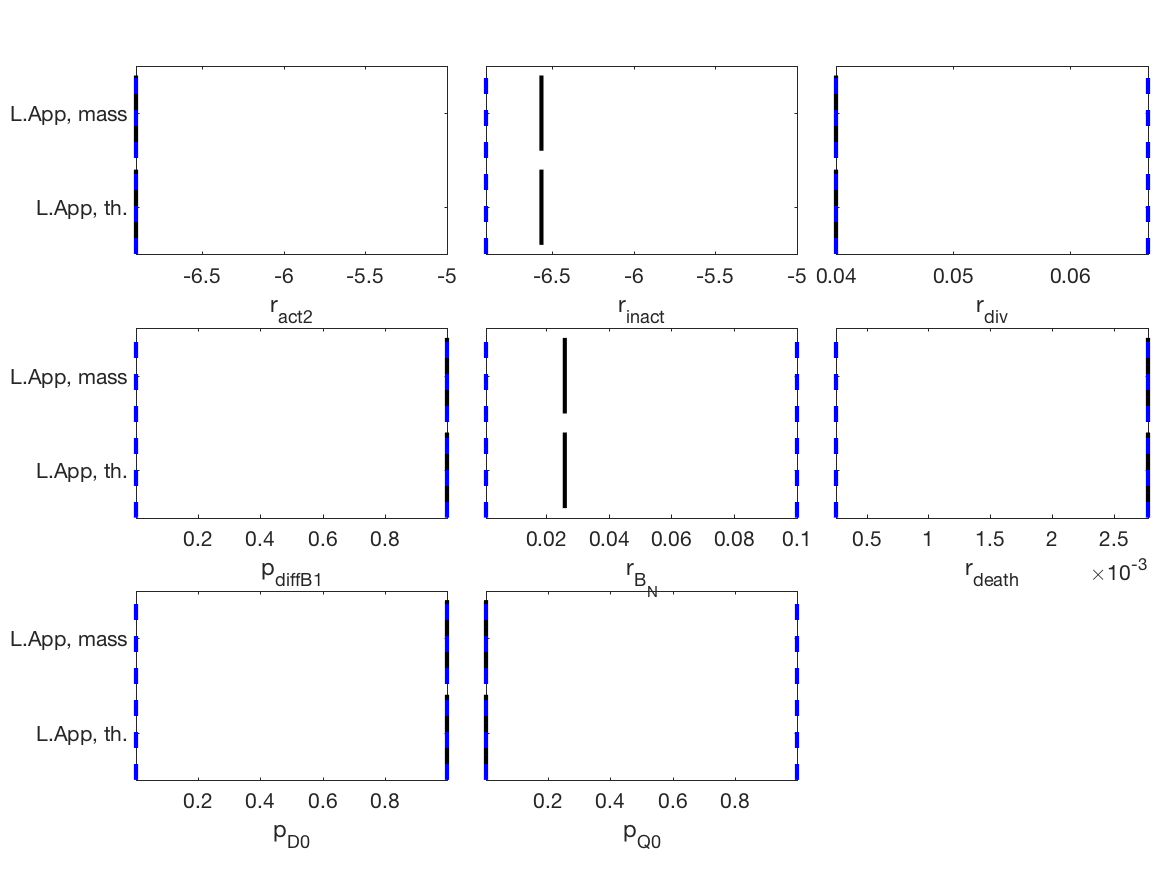 L.App, mass
L.App, th.
-6.5 -6 -5.5 -5
r_act2
-6.5 -6 -5.5 -5
r_inact
0.04 0.05 0.06
r_div
L.App, mass
L.App, th.
0.2 0.4 0.6 0.8
p_diffB1
0.02 0.04 0.06 0.08 0.1
r_B_N
0.5 1 1.5 2 2.5
×10^-3
r_death
L.App, mass
L.App, th.
0.2 0.4 0.6 0.8
p_D0
0.2 0.4 0.6 0.8
p_Q0